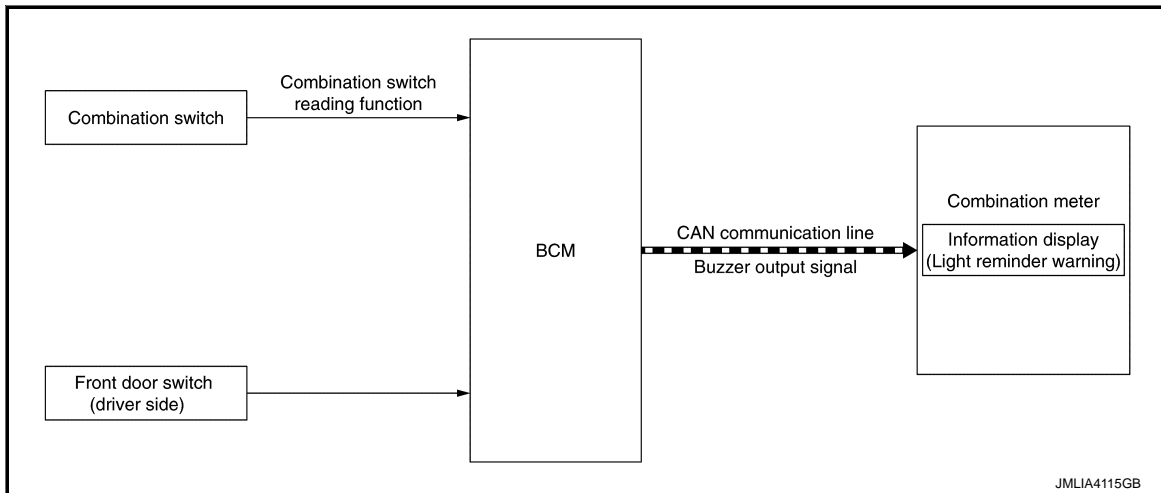 Combination switch
Combination switch
reading function
Front door switch
(driver side)
BCM
CAN communication line
Buzzer output signal
Combination meter
Information display
(Light reminder warning)
JMLIA4115GB